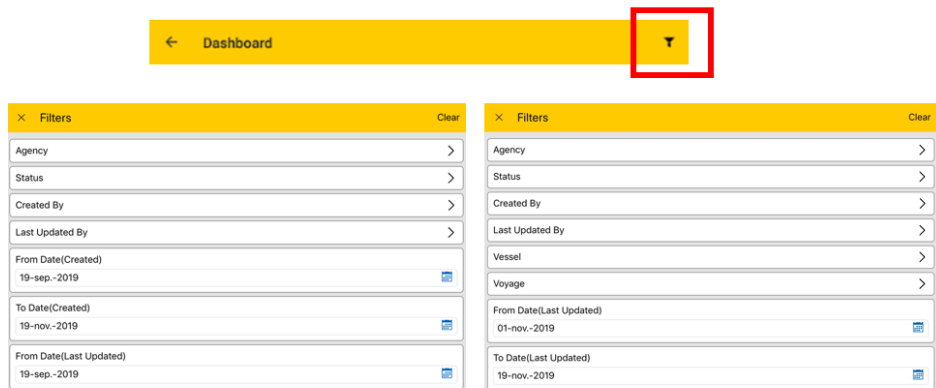 Dashboard
Filters Clear
Agency
Status
Created By
Last Updated By
From Date(Created)
19-sep.-2019
To Date(Created)
19-nov.-2019
From Date(Last Updated)
19-sep.-2019
Filters Clear
Agency
Status
Created By
Last Updated By
Vessel
Voyage
From Date(Last Updated)
01-nov.-2019
To Date(Last Updated)
19-nov.-2019